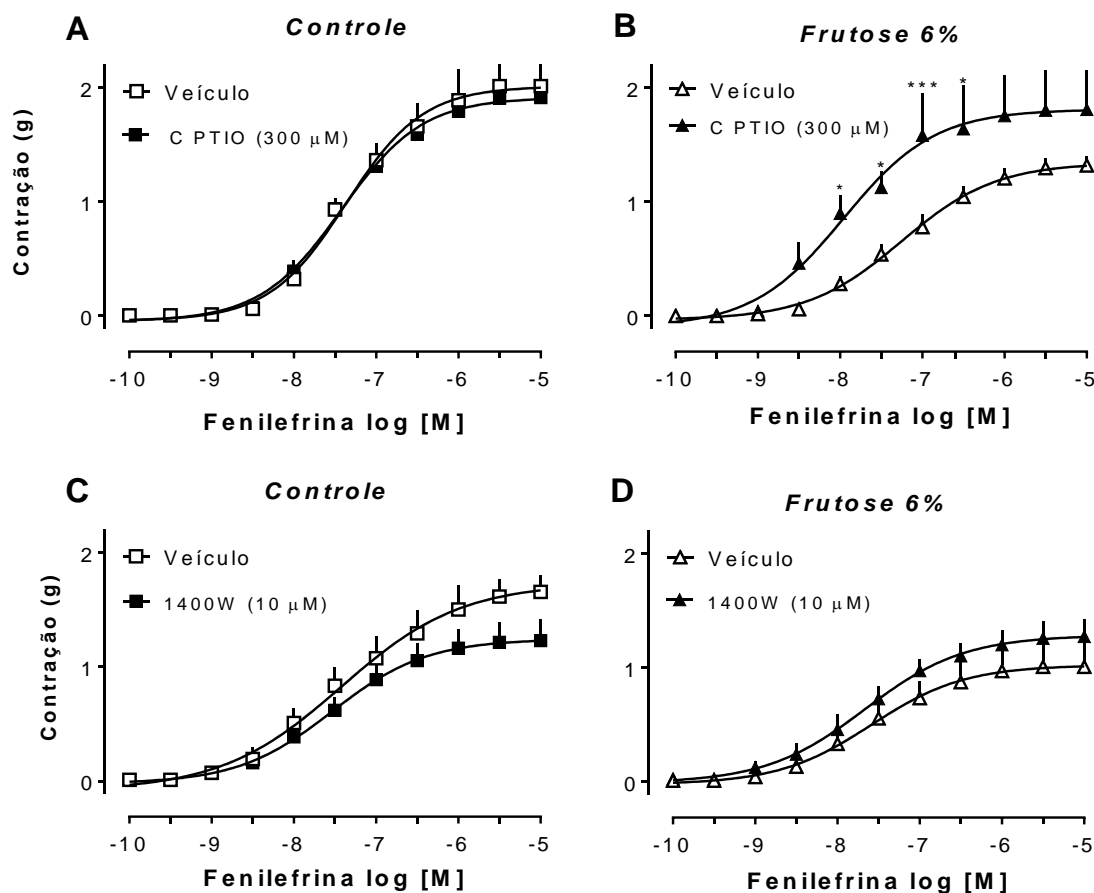 A
Controle
Veículo
C PTIO (300 μM)
Contração (g)
2
1
0
-10
-9
-8
-7
-6
-5
Fenilefrina log [M]
B
Frutose 6%
Veículo
C PTIO (300 μM)
2
1
0
*
*
***
*
-10
-9
-8
-7
-6
-5
Fenilefrina log [M]
C
Controle
Veículo
1400W (10 μM)
Contração (g)
2
1
0
-10
-9
-8
-7
-6
-5
Fenilefrina log [M]
D
Frutose 6%
Veículo
1400W (10 μM)
2
1
0
-10
-9
-8
-7
-6
-5
Fenilefrina log [M]